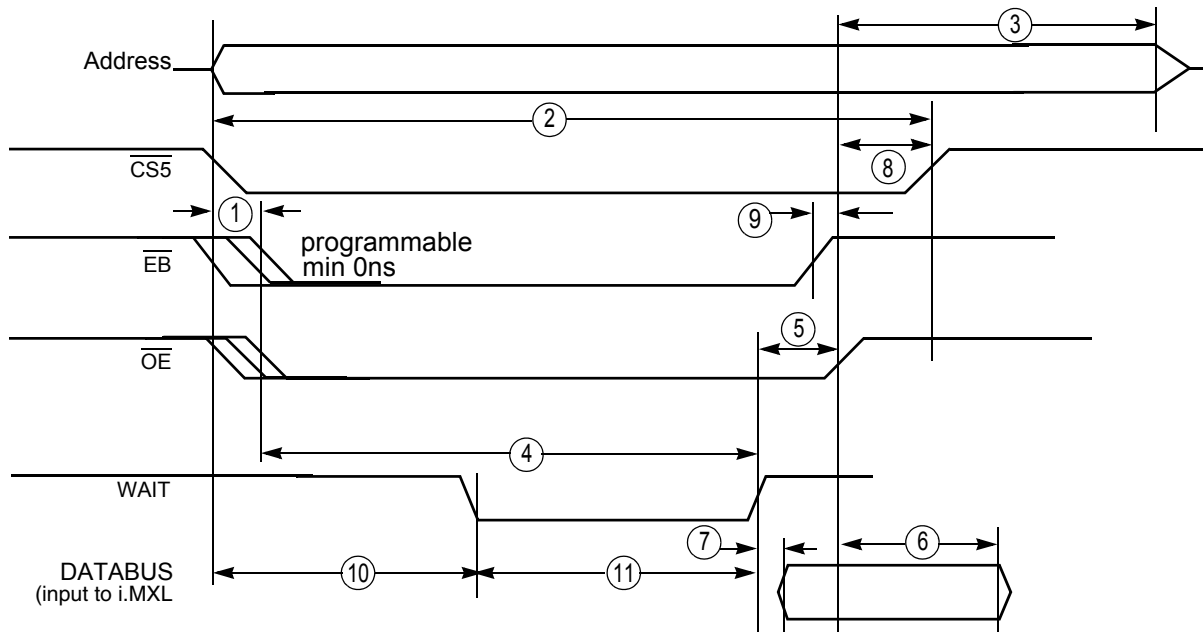 3
Address
2
CS5
8
1
9
programmable
min 0ns
EB
5
OE
4
WAIT
7
6
DATABUS
(input to i.MXL
10
11